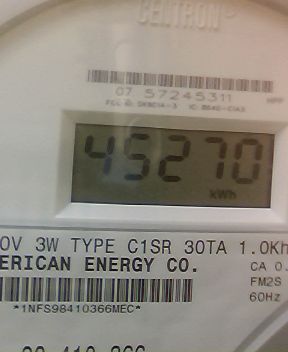 CENTRON
07 57245311
45270
kWh
0V 3W TYPE C1SR 30TA 1.0Kh
ERICAN ENERGY CO.
CA 0.
FM2S
60Hz
*1NFS98410366MEC*